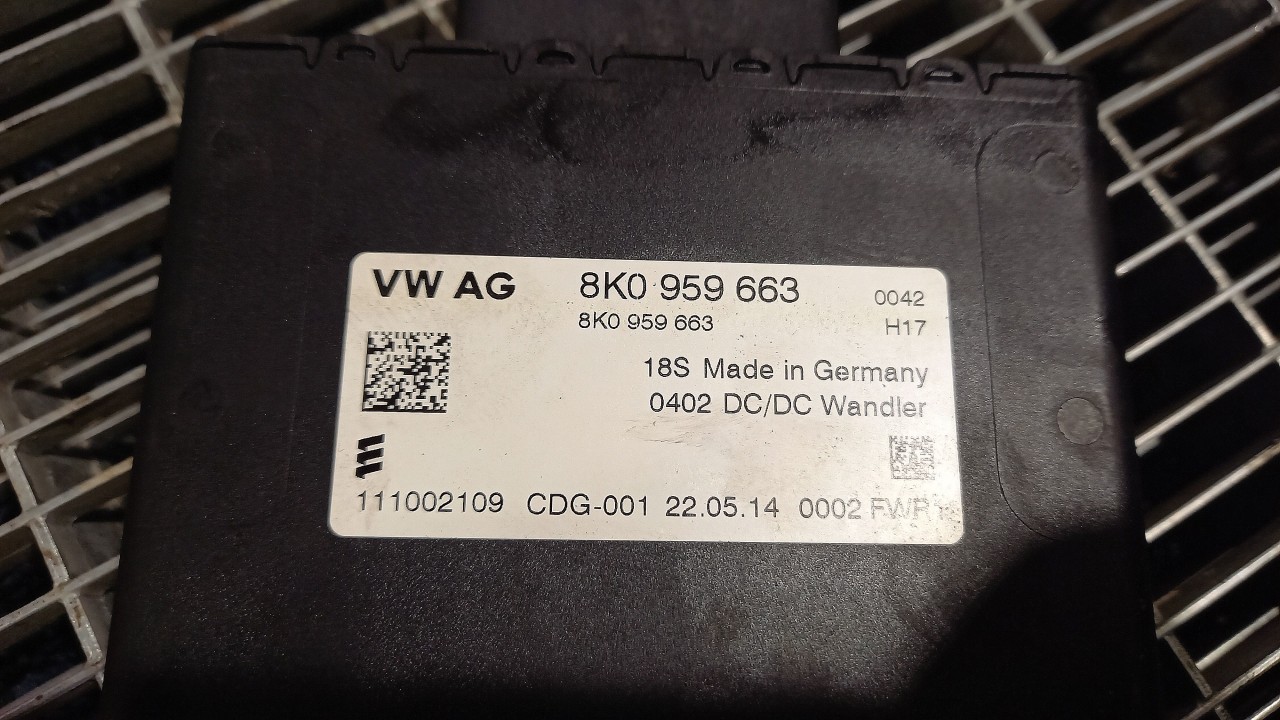 VW AG 8K0 959 663 0042
8K0 959 663 H17
18S Made in Germany
0402 DC/DC Wandler
111002109 CDG-001 22.05.14 0002